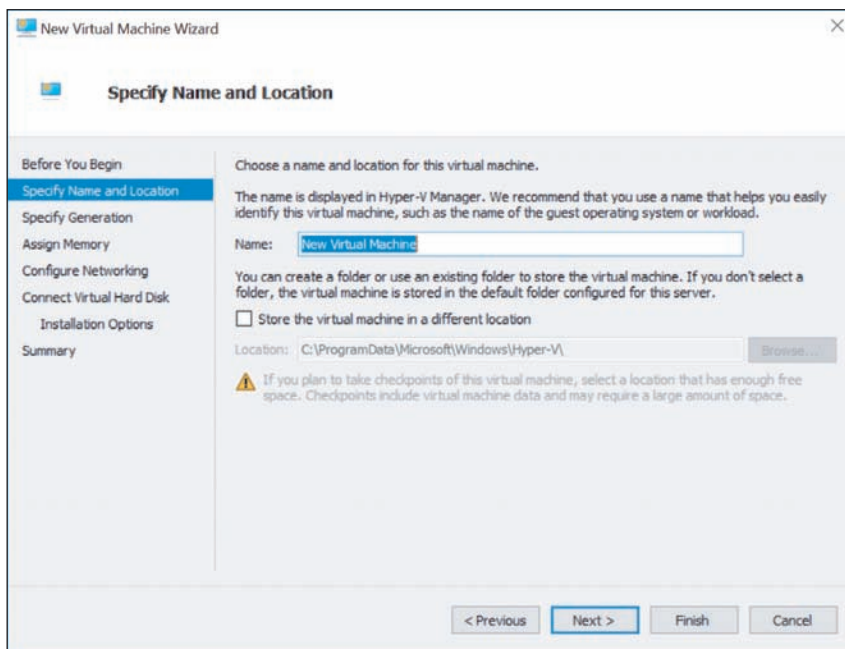 New Virtual Machine Wizard
Specify Name and Location
Before You Begin
Specify Name and Location
Specify Generation
Assign Memory
Configure Networking
Connect Virtual Hard Disk
Installation Options
Summary
Choose a name and location for this virtual machine.
The name is displayed in Hyper-V Manager. We recommend that you use a name that helps you easily
identify this virtual machine, such as the name of the guest operating system or workload.
Name: New Virtual Machine
You can create a folder or use an existing folder to store the virtual machine. If you don't select a
folder, the virtual machine is stored in the default folder configured for this server.
Store the virtual machine in a different location
Location: C:\ProgramData\Microsoft\Windows\Hyper-V\ Browse...
If you plan to take checkpoints of this virtual machine, select a location that has enough free
space. Checkpoints include virtual machine data and may require a large amount of space.
< Previous Next > Finish Cancel